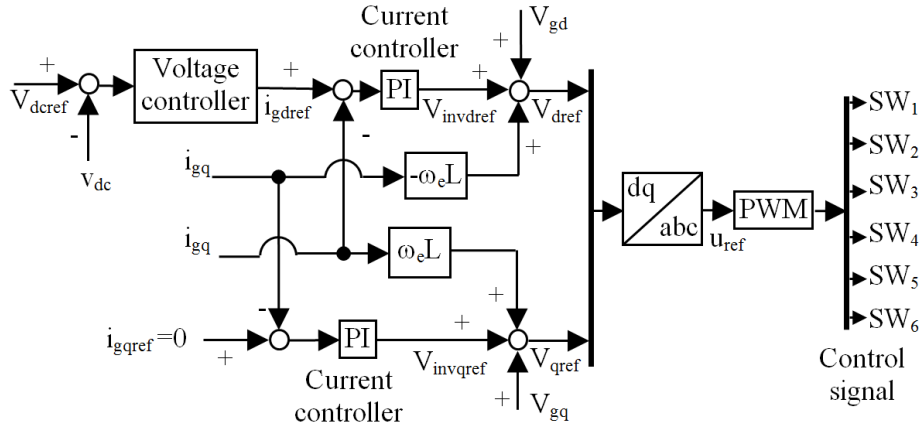 Current
controller
V_gd
+
+
Voltage
controller
+
PI
+
V_dcref
i_gdref
V_invdref
V_dref
-
-
+
v_dc
i_gq
-ω_eL
dq
abc
PWM
u_ref
i_gq
ω_eL
-
+
i_gqref=0
+
PI
+
V_invqref
V_qref
Current
controller
+
V_gq
SW_1
SW_2
SW_3
SW_4
SW_5
SW_6
Control
signal